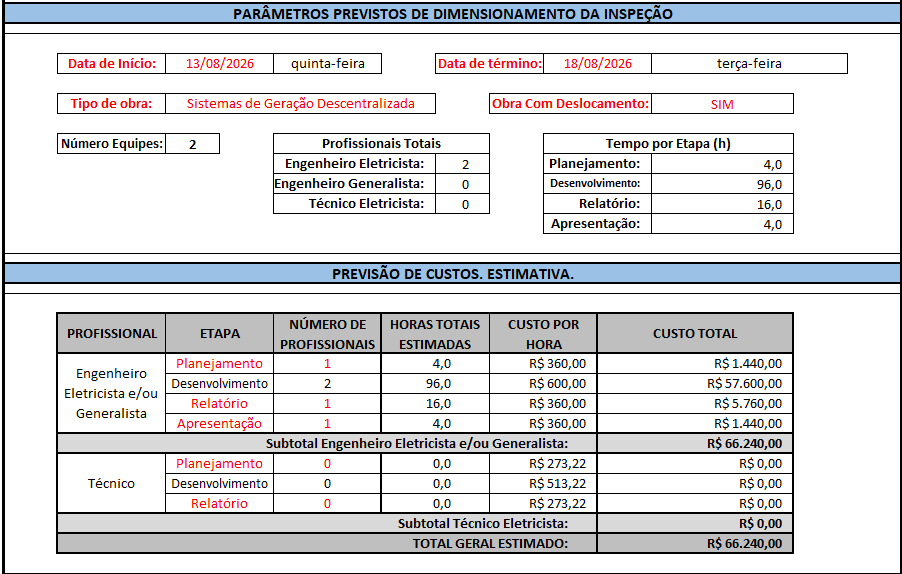 PARÂMETROS PREVISTOS DE DIMENSIONAMENTO DA INSPEÇÃO
Data de Início: 13/08/2026 quinta-feira Data de término: 18/08/2026 terça-feira
Tipo de obra: Sistemas de Geração Descentralizada Obra Com Deslocamento: SIM
Número Equipes: 2 Profissionais Totais Tempo por Etapa (h)
Engenheiro Eletricista: 2 Planejamento: 4,0
Engenheiro Generalista: 0 Desenvolvimento: 96,0
Técnico Eletricista: 0 Relatório: 16,0
Apresentação: 4,0
PREVISÃO DE CUSTOS. ESTIMATIVA.
PROFISSIONAL ETAPA NÚMERO DE PROFISSIONAIS HORAS TOTAIS ESTIMADAS CUSTO POR HORA CUSTO TOTAL
Engenheiro Eletricista e/ou Generalista
Planejamento 1 4,0 R$ 360,00 R$ 1.440,00
Desenvolvimento 2 96,0 R$ 600,00 R$ 57.600,00
Relatório 1 16,0 R$ 360,00 R$ 5.760,00
Apresentação 1 4,0 R$ 360,00 R$ 1.440,00
Subtotal Engenheiro Eletricista e/ou Generalista: R$ 66.240,00
Técnico
Planejamento 0 0,0 R$ 273,22 R$ 0,00
Desenvolvimento 0 0,0 R$ 513,22 R$ 0,00
Relatório 0 0,0 R$ 273,22 R$ 0,00
Subtotal Técnico Eletricista: R$ 0,00
TOTAL GERAL ESTIMADO: R$ 66.240,00